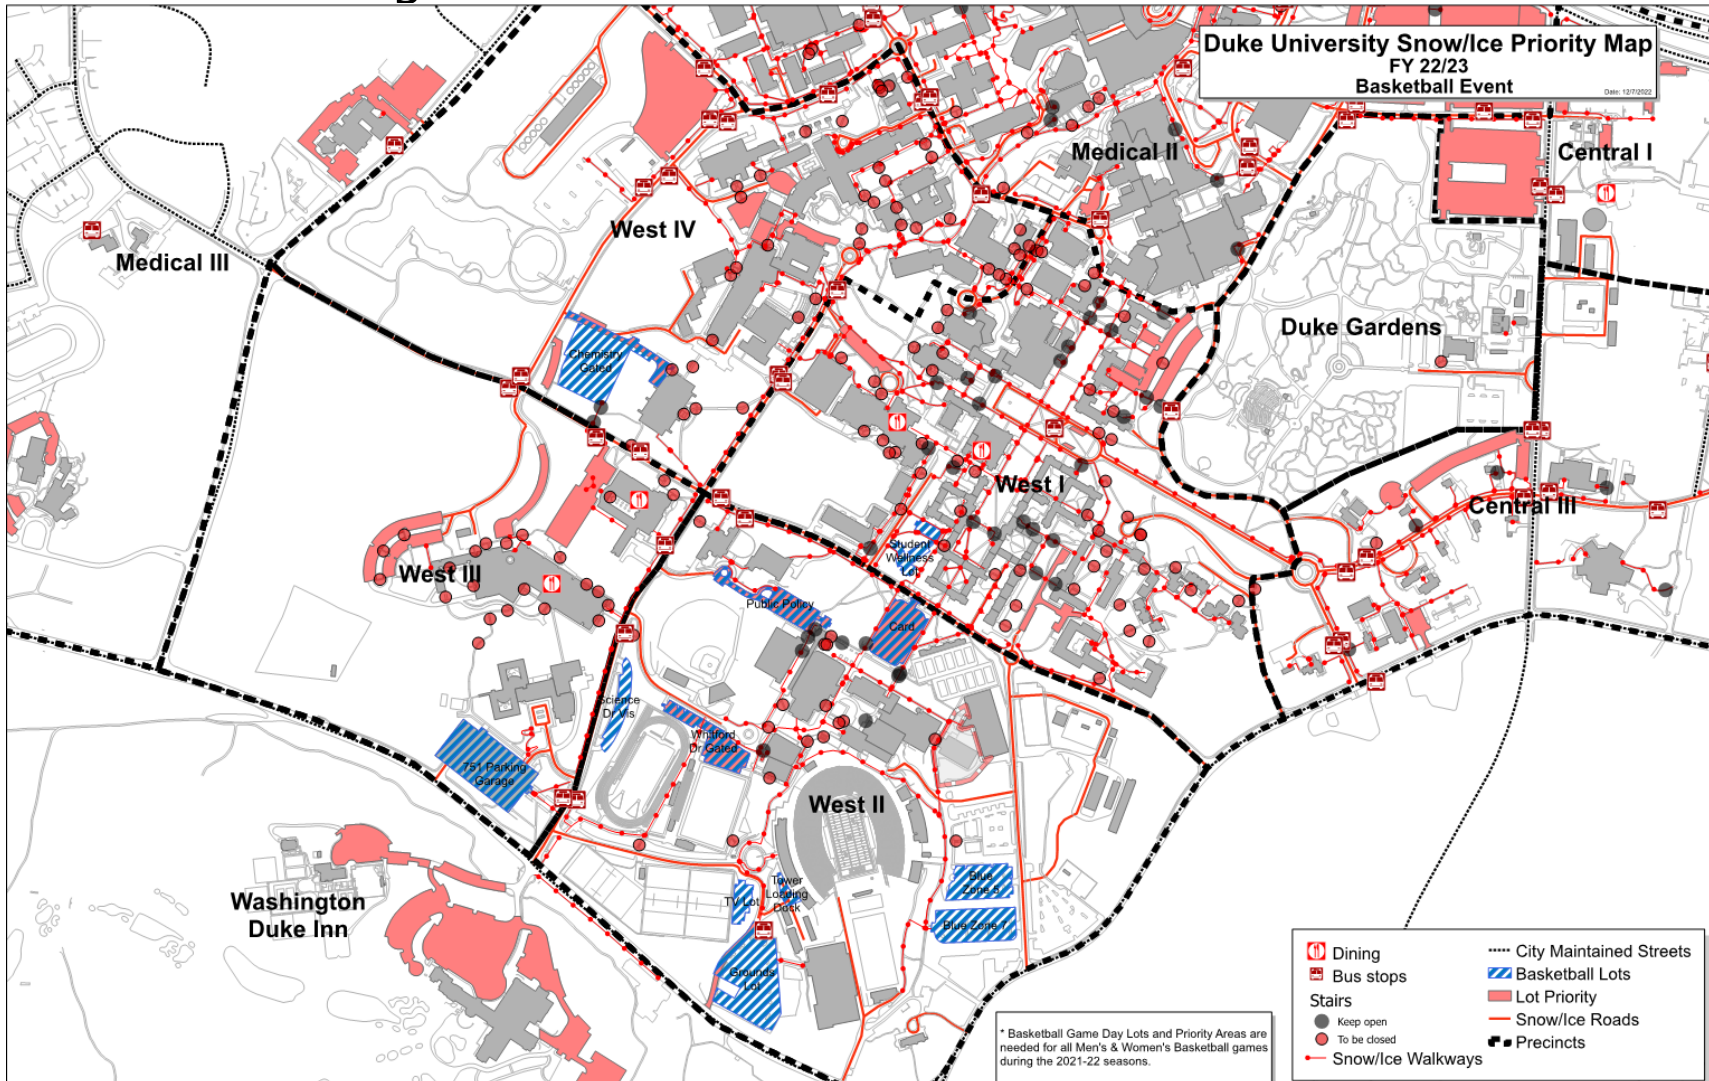 Duke University Snow/Ice Priority Map
FY 22/23
Basketball Event
Date: 12/7/2022
Medical II
Central I
West IV
Medical III
Duke Gardens
Chemistry
Gated
West I
Central III
Student
Wellness
Lot
West III
Public Policy
Card
Science
Dr Vis
Whitford
Dr Gated
751 Parking
Garage
West II
Tower
Loading
Dock
TV Lot
Blue
Zone 5
Blue Zone 7
Washington
Duke Inn
Grounds
Lot
Dining
Bus stops
Stairs
Keep open
To be closed
Snow/Ice Walkways
City Maintained Streets
Basketball Lots
Lot Priority
Snow/Ice Roads
Precincts
* Basketball Game Day Lots and Priority Areas are
needed for all Men's & Women's Basketball games
during the 2021-22 seasons.